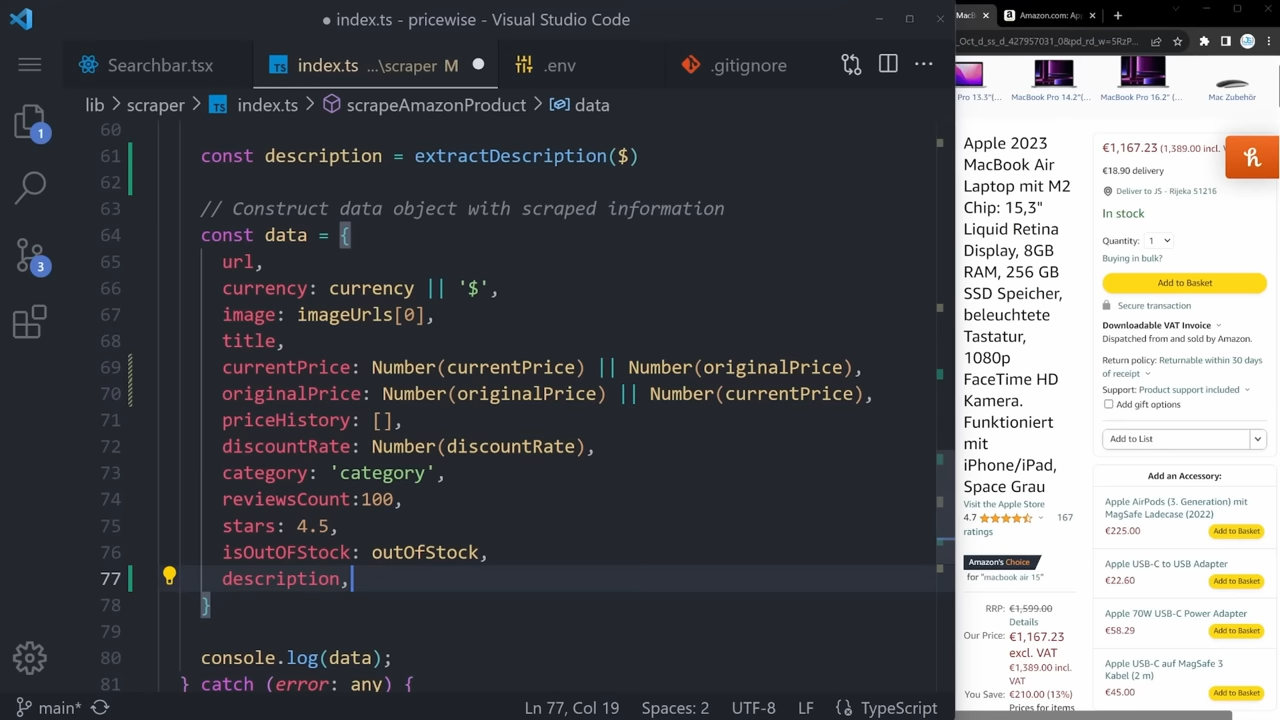 index.ts - pricewise - Visual Studio Code
Searchbar.tsx
TS index.ts ...\scraper M
.env
.gitignore
lib > scraper > TS index.ts > scrapeAmazonProduct > data
60
61 const description = extractDescription($)
62
63 // Construct data object with scraped information
64 const data = {
65 url,
66 currency: currency || '$',
67 image: imageUrls[0],
68 title,
69 currentPrice: Number(currentPrice) || Number(originalPrice),
70 originalPrice: Number(originalPrice) || Number(currentPrice),
71 priceHistory: [],
72 discountRate: Number(discountRate),
73 category: 'category',
74 reviewsCount:100,
75 stars: 4.5,
76 isOutOFStock: outOfStock,
77 description,
78 }
79
80 console.log(data);
81 } catch (error: any) {
1
3
main*
Ln 77, Col 19
Spaces: 2
UTF-8
LF
{} TypeScript
MacB
Amazon.com: Ap
_Oct_d_ss_d_427957031_0&pd_rd_w=5RzP...
Pro 13.3"(...
MacBook Pro 14.2"(...
MacBook Pro 16.2" (...
Mac Zubehör
Apple 2023
MacBook Air
Laptop mit M2
Chip: 15,3"
Liquid Retina
Display, 8GB
RAM, 256 GB
SSD Speicher,
beleuchtete
Tastatur,
1080p
FaceTime HD
Kamera.
Funktioniert
mit
iPhone/iPad,
Space Grau
Visit the Apple Store
4.7
167
ratings
Amazon's Choice
for "macbook air 15"
RRP: €1,599.00
Details
Our Price: €1,167.23
excl. VAT
€1,389.00 incl.
VAT
You Save: €210.00 (13%)
Prices for items
€1,167.23 (1,389.00 incl.
€18.90 delivery
Deliver to JS - Rijeka 51216
In stock
Quantity: 1
Buying in bulk?
Add to Basket
Secure transaction
Downloadable VAT Invoice
Dispatched from and sold by Amazon.
Return policy: Returnable within 30 days
of receipt
Support: Product support included
Add gift options
Add to List
Add an Accessory:
Apple AirPods (3. Generation) mit
MagSafe Ladecase (2022)
€225.00 Add to Basket
Apple USB-C to USB Adapter
€22.60 Add to Basket
Apple 70W USB-C Power Adapter
€58.29 Add to Basket
Apple USB-C auf MagSafe 3
Kabel (2 m)
€45.00 Add to Basket